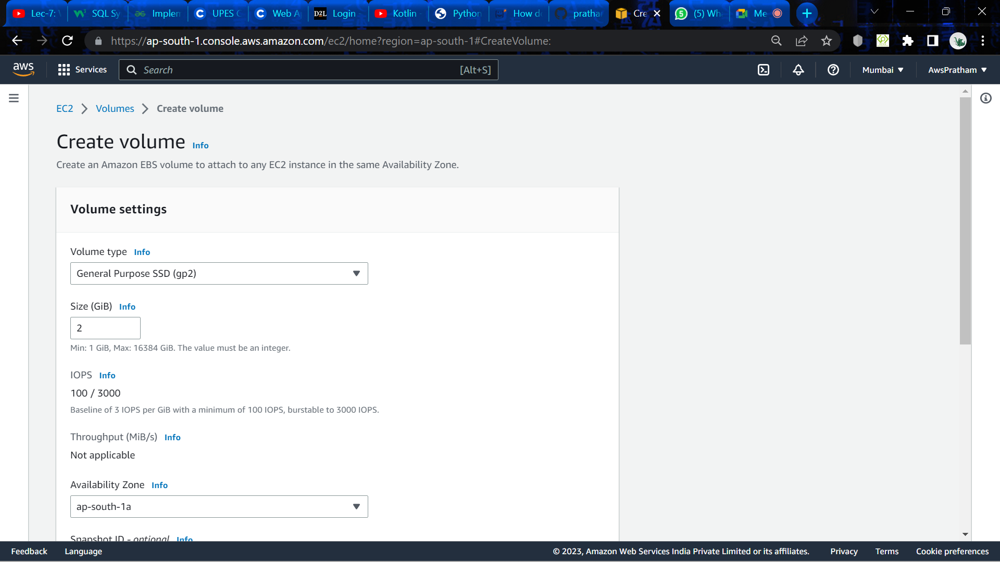 Lec-7:
SQL Sy
Implem
UPES C
Web A
D2L Login
Kotlin
Python
How do
prathar
Cre
(5) Wh
Me
https://ap-south-1.console.aws.amazon.com/ec2/home?region=ap-south-1#CreateVolume:
aws
Services
Search
[Alt+S]
Mumbai
AwsPratham
EC2
Volumes
Create volume
Create volume Info
Create an Amazon EBS volume to attach to any EC2 instance in the same Availability Zone.
Volume settings
Volume type Info
General Purpose SSD (gp2)
Size (GiB) Info
2
Min: 1 GiB, Max: 16384 GiB. The value must be an integer.
IOPS Info
100 / 3000
Baseline of 3 IOPS per GiB with a minimum of 100 IOPS, burstable to 3000 IOPS.
Throughput (MiB/s) Info
Not applicable
Availability Zone Info
ap-south-1a
Snapshot ID - optional Info
Feedback
Language
© 2023, Amazon Web Services India Private Limited or its affiliates.
Privacy
Terms
Cookie preferences